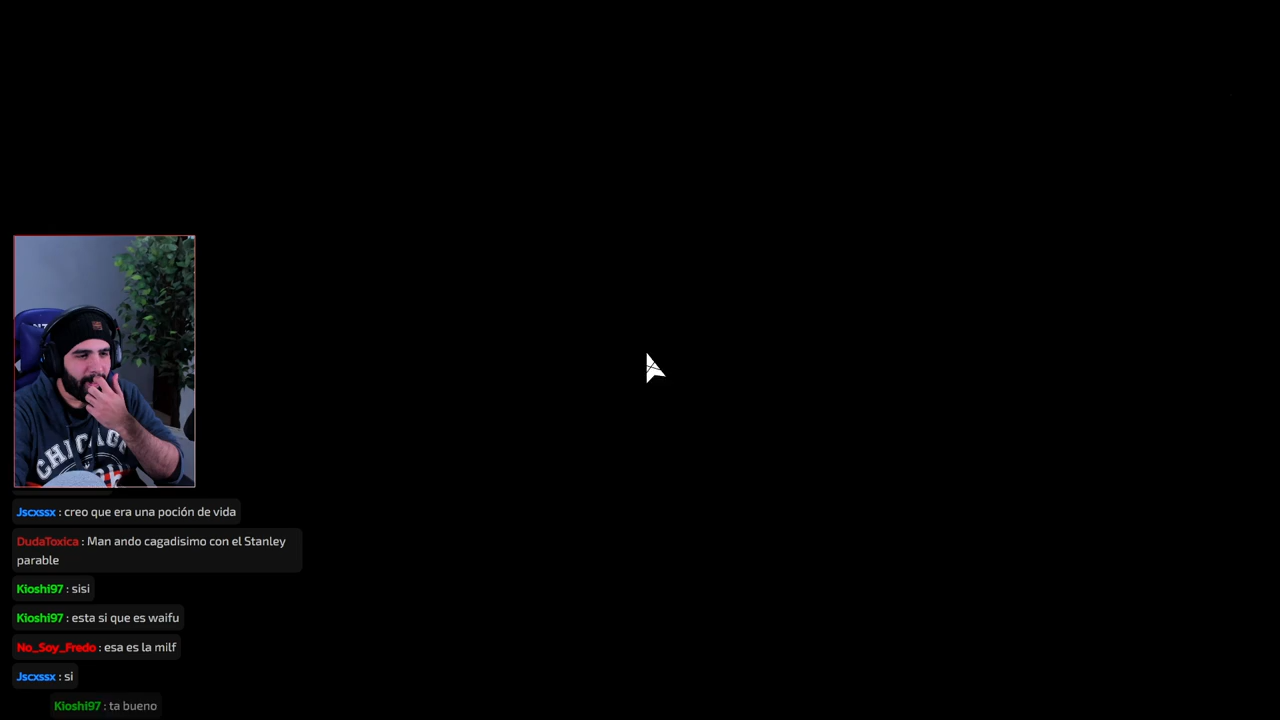 CHICAGO
Jscxssx : creo que era una poción de vida
DudaToxica : Man ando cagadisimo con el Stanley
parable
Kioshi97 : sisi
Kioshi97 : esta si que es waifu
No_Soy_Fredo : esa es la milf
Jscxssx : si
Kioshi97 : ta bueno